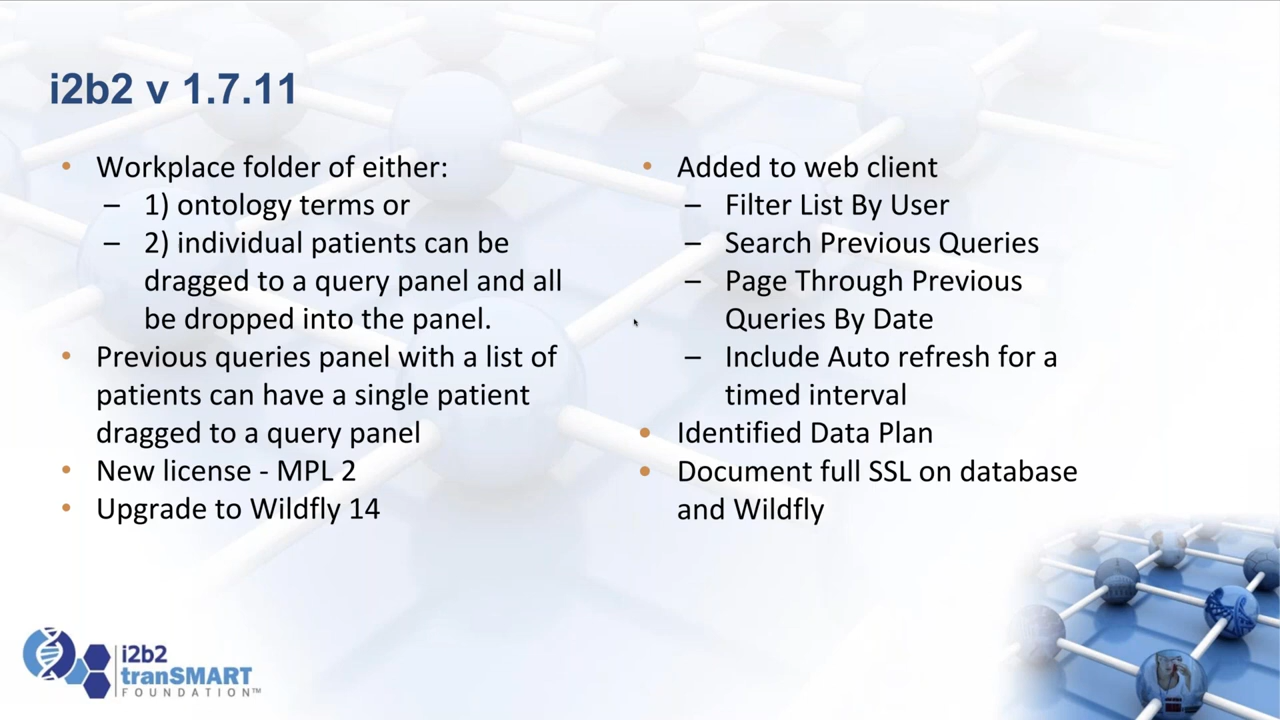 i2b2 v 1.7.11
• Workplace folder of either:
– 1) ontology terms or
– 2) individual patients can be
dragged to a query panel and all
be dropped into the panel.
• Previous queries panel with a list of
patients can have a single patient
dragged to a query panel
• New license - MPL 2
• Upgrade to Wildfly 14
• Added to web client
– Filter List By User
– Search Previous Queries
– Page Through Previous
Queries By Date
– Include Auto refresh for a
timed interval
• Identified Data Plan
• Document full SSL on database
and Wildfly
i2b2
tranSMART
FOUNDATION™